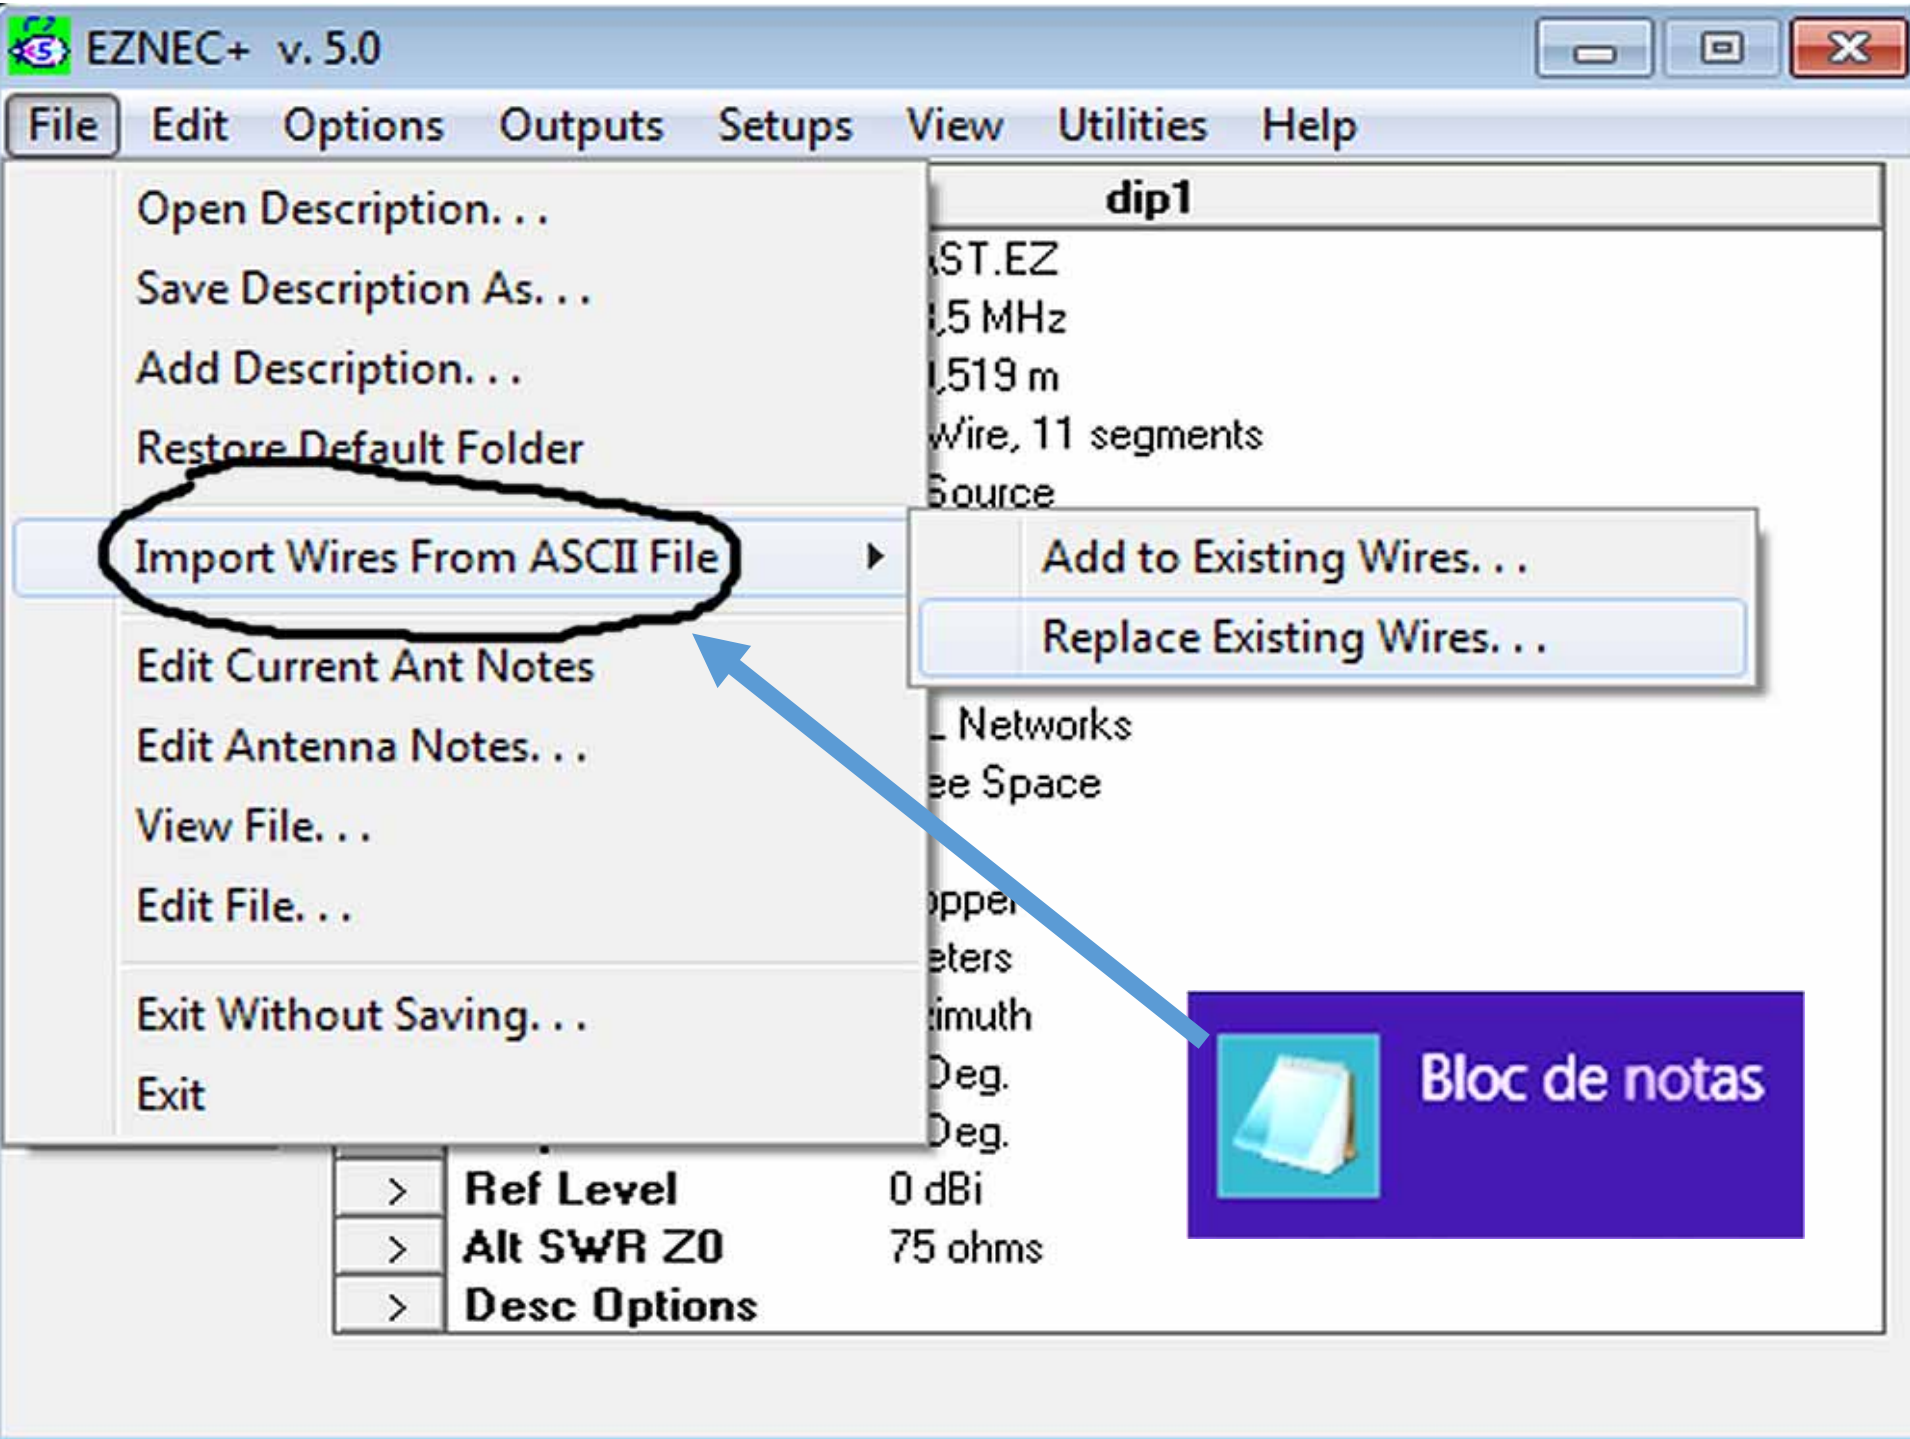 EZNEC+ v. 5.0
File Edit Options Outputs Setups View Utilities Help
Open Description. . .
Save Description As. . .
Add Description. . .
Restore Default Folder
Import Wires From ASCII File
Edit Current Ant Notes
Edit Antenna Notes. . .
View File. . .
Edit File. . .
Exit Without Saving. . .
Exit
Add to Existing Wires. . .
Replace Existing Wires. . .
dip1
ST.EZ
,5 MHz
,519 m
Wire, 11 segments
Source
L Networks
ee Space
opper
eters
imuth
Deg.
Deg.
> Ref Level 0 dBi
> Alt SWR Z0 75 ohms
> Desc Options
Bloc de notas